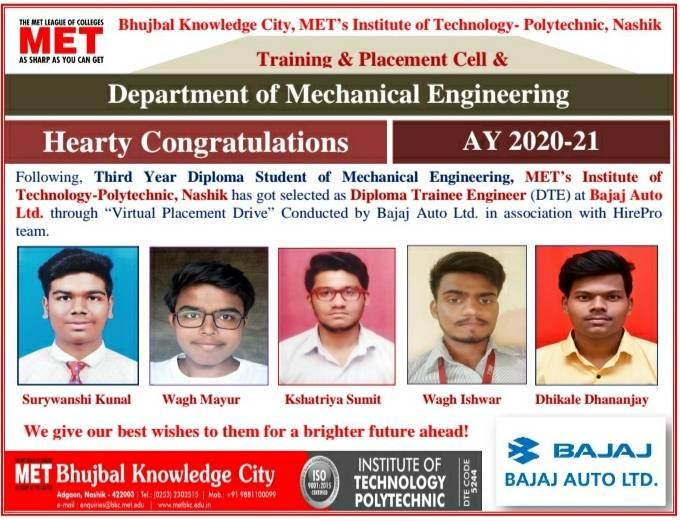 THE MET LEAGUE OF COLLEGES
MET
AS SHARP AS YOU CAN GET
Bhujbal Knowledge City, MET's Institute of Technology- Polytechnic, Nashik
Training & Placement Cell &
Department of Mechanical Engineering
Hearty Congratulations
AY 2020-21
Following, Third Year Diploma Student of Mechanical Engineering, MET's Institute of
Technology-Polytechnic, Nashik has got selected as Diploma Trainee Engineer (DTE) at Bajaj Auto
Ltd. through “Virtual Placement Drive” Conducted by Bajaj Auto Ltd. in association with HirePro
team.
Surywanshi Kunal
Wagh Mayur
Kshatriya Sumit
Wagh Ishwar
Dhikale Dhananjay
We give our best wishes to them for a brighter future ahead!
BAJAJ
BAJAJ AUTO LTD.
MET
Bhujbal Knowledge City
Adgaon, Nashik - 422003 | Tel.: (0253) 2303515 | Mob.: +91 9881100099
e-mail : enquiries@bkc.met.edu | www.metbkc.edu.in
ISO
9001:2015
CERTIFIED
INSTITUTE OF
TECHNOLOGY
POLYTECHNIC
DTE CODE
5244